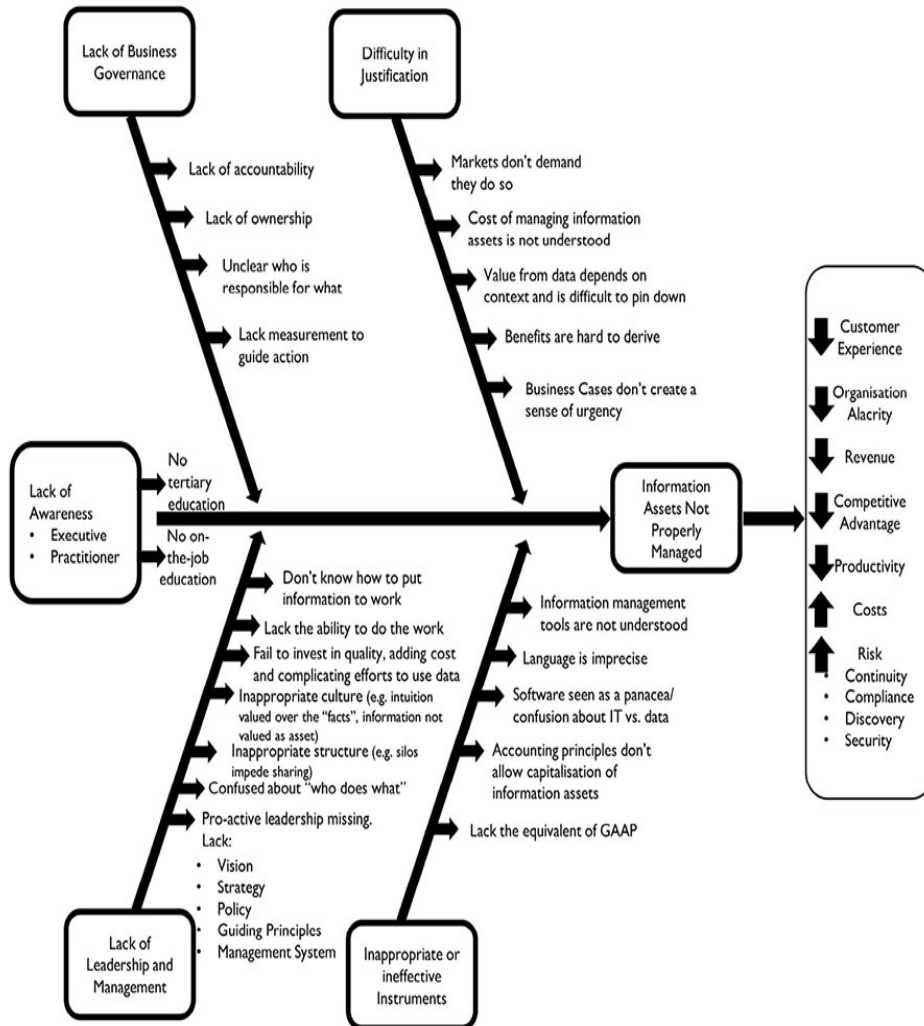 Lack of Business
Governance
Difficulty in
Justification
Lack of accountability
Lack of ownership
Unclear who is
responsible for what
Lack measurement to
guide action
Markets don't demand
they do so
Cost of managing information
assets is not understood
Value from data depends on
context and is difficult to pin down
Benefits are hard to derive
Business Cases don't create a
sense of urgency
Lack of
Awareness
• Executive
• Practitioner
No
tertiary
education
No on-
the-job
education
Information
Assets Not
Properly
Managed
Customer
Experience
Organisation
Alacrity
Revenue
Competitive
Advantage
Productivity
Costs
Risk
• Continuity
• Compliance
• Discovery
• Security
Don't know how to put
information to work
Lack the ability to do the work
Fail to invest in quality, adding cost
and complicating efforts to use data
Inappropriate culture (e.g. intuition
valued over the "facts", information not
valued as asset)
Inappropriate structure (e.g. silos
impede sharing)
Confused about "who does what"
Pro-active leadership missing.
Lack:
• Vision
• Strategy
• Policy
• Guiding Principles
• Management System
Information management
tools are not understood
Language is imprecise
Software seen as a panacea/
confusion about IT vs. data
Accounting principles don't
allow capitalisation of
information assets
Lack the equivalent of GAAP
Lack of
Leadership and
Management
Inappropriate or
ineffective
Instruments